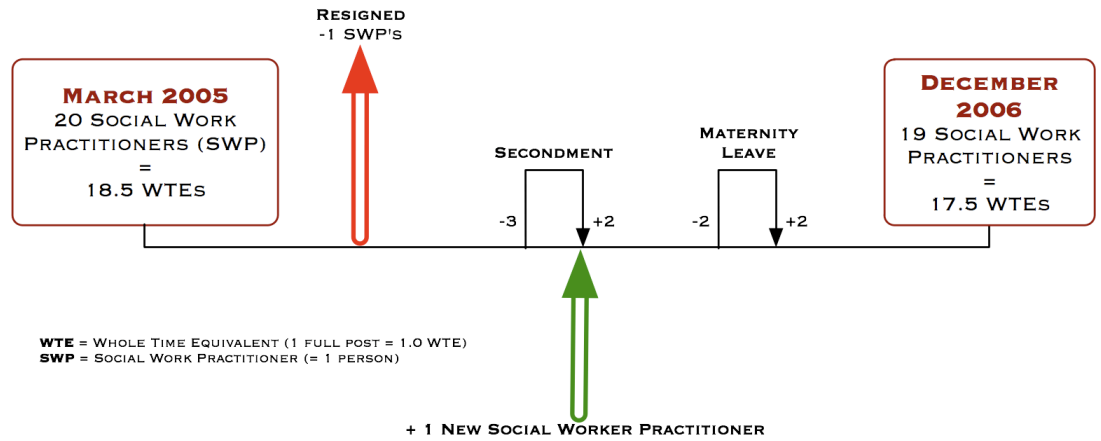 Resigned
-1 SWP's
March 2005
20 Social Work
Practitioners (SWP)
=
18.5 WTEs
Secondment
-3
+2
Maternity
Leave
-2
+2
December
2006
19 Social Work
Practitioners
=
17.5 WTEs
WTE = Whole Time Equivalent (1 full post = 1.0 WTE)
SWP = Social Work Practitioner (= 1 person)
+ 1 New Social Worker Practitioner